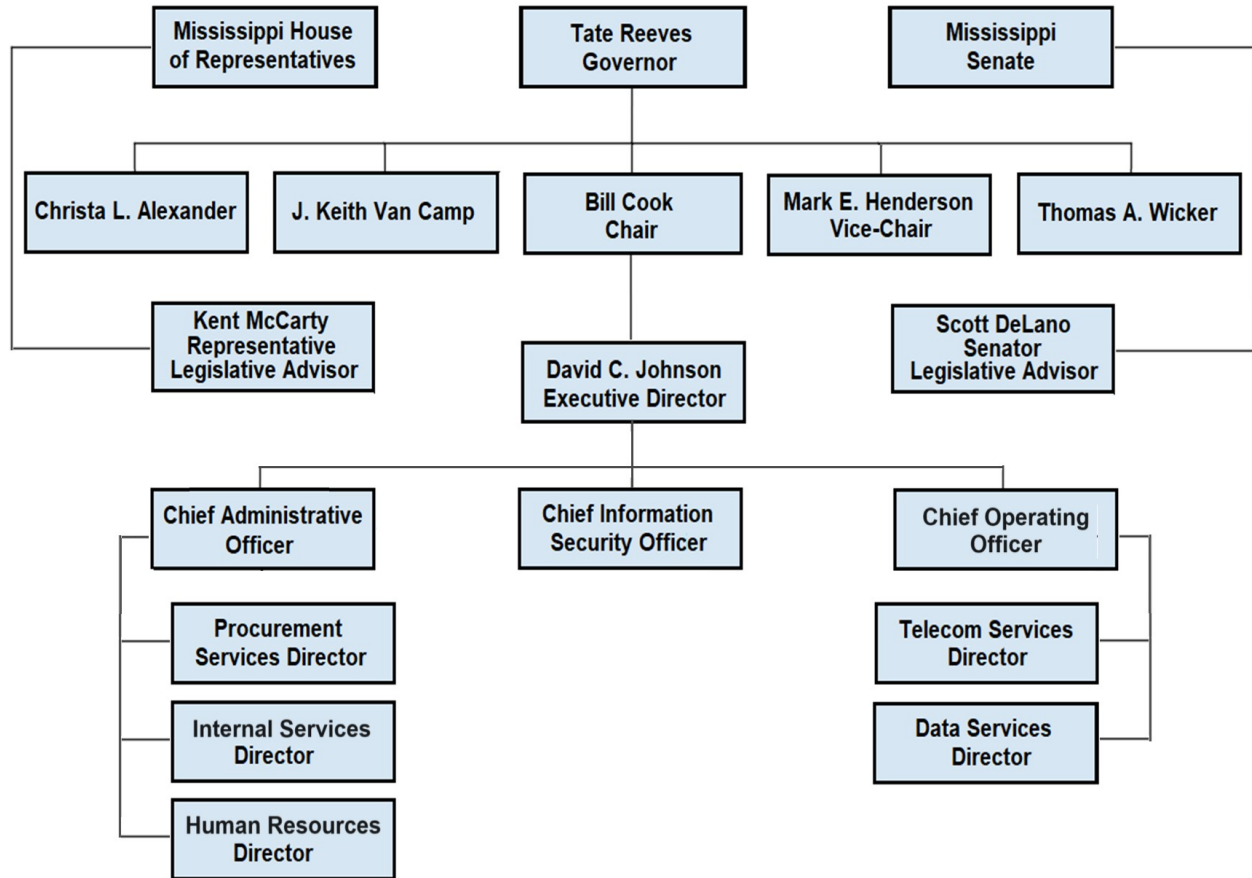 Mississippi House
of Representatives
Tate Reeves
Governor
Mississippi
Senate
Christa L. Alexander
J. Keith Van Camp
Bill Cook
Chair
Mark E. Henderson
Vice-Chair
Thomas A. Wicker
Kent McCarty
Representative
Legislative Advisor
David C. Johnson
Executive Director
Scott DeLano
Senator
Legislative Advisor
Chief Administrative
Officer
Chief Information
Security Officer
Chief Operating
Officer
Procurement
Services Director
Internal Services
Director
Human Resources
Director
Telecom Services
Director
Data Services
Director